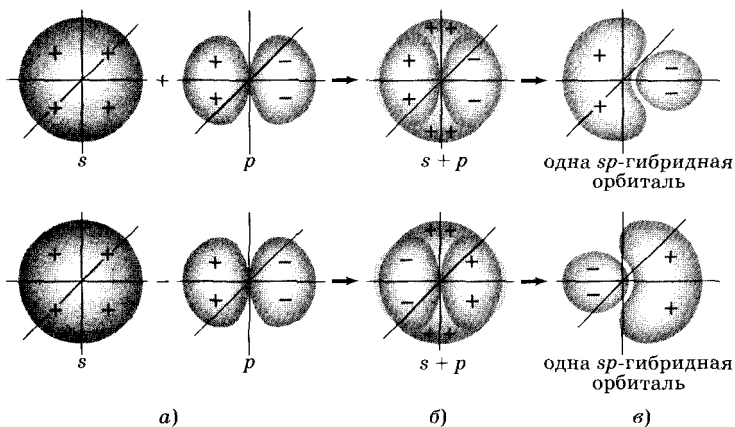 + + + +
+
+ + − −
+ + + + + + − −
+ + − −
s
p
s + p
одна sp-гибридная
орбиталь
+ + + +
−
+ + − −
+ + + + − − + +
− − + +
s
p
s + p
одна sp-гибридная
орбиталь
а)
б)
в)